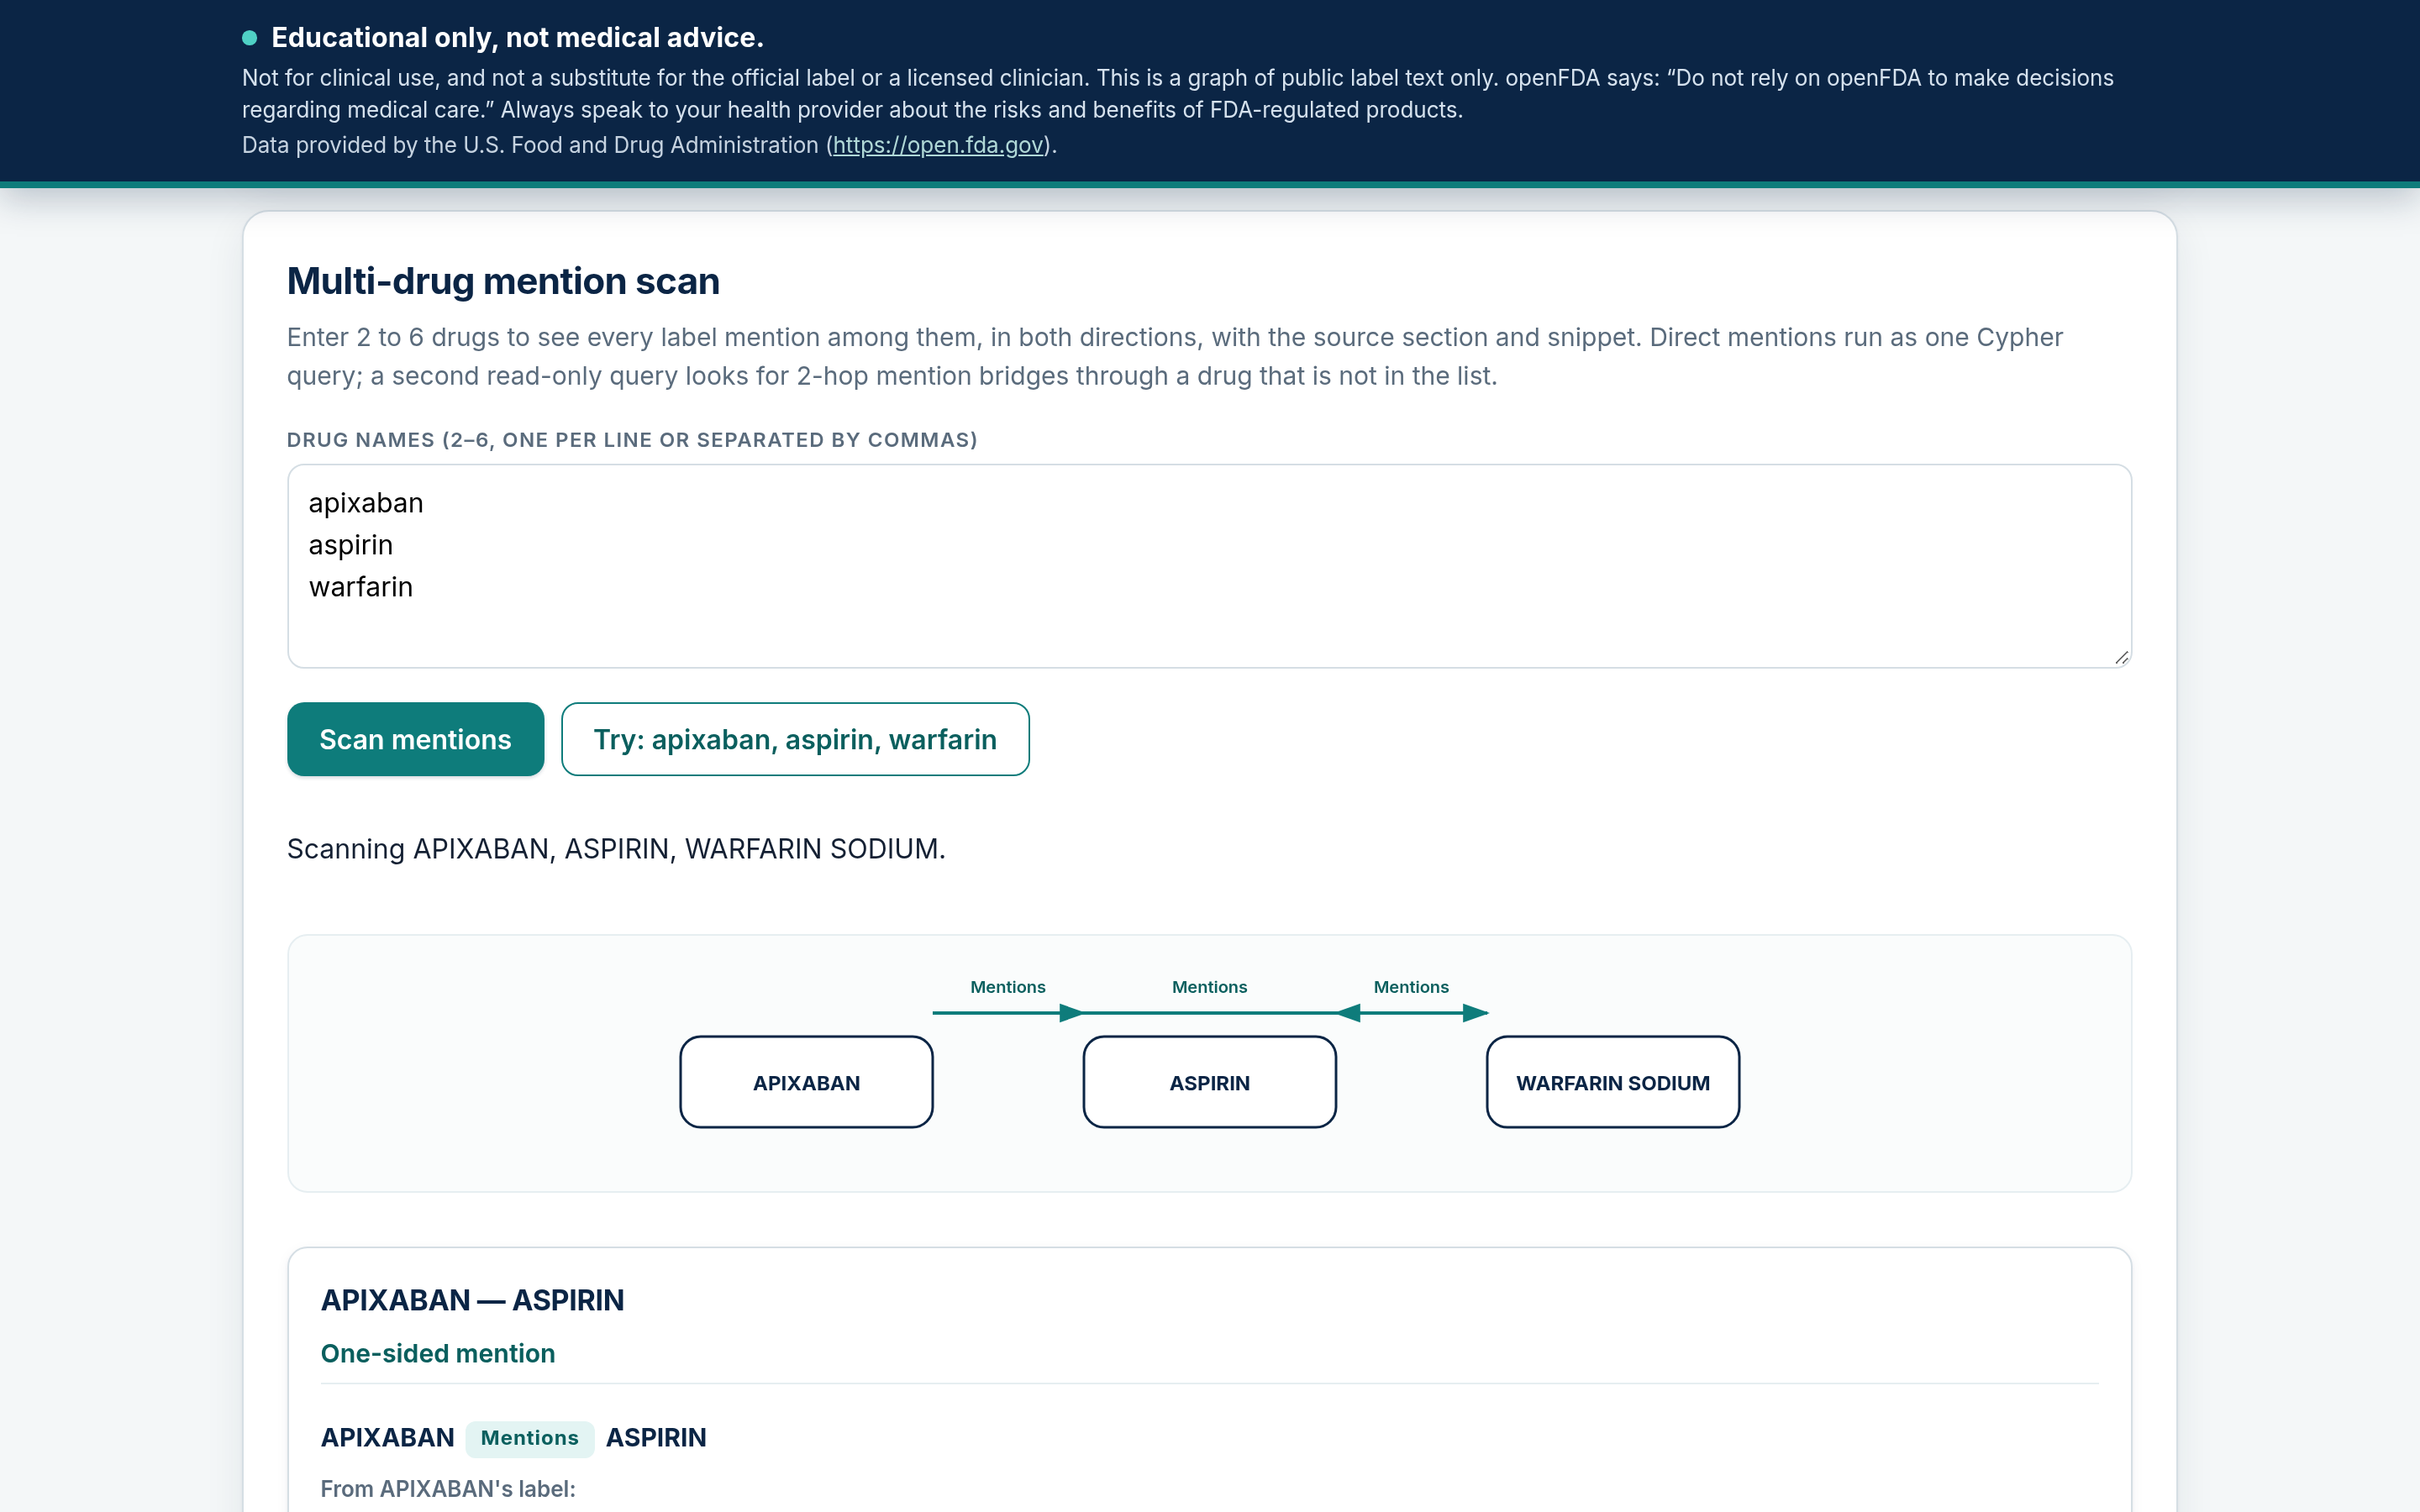 Educational only, not medical advice.
Not for clinical use, and not a substitute for the official label or a licensed clinician. This is a graph of public label text only. openFDA says: “Do not rely on openFDA to make decisions
regarding medical care.” Always speak to your health provider about the risks and benefits of FDA-regulated products.
Data provided by the U.S. Food and Drug Administration (https://open.fda.gov).
Multi-drug mention scan
Enter 2 to 6 drugs to see every label mention among them, in both directions, with the source section and snippet. Direct mentions run as one Cypher
query; a second read-only query looks for 2-hop mention bridges through a drug that is not in the list.
DRUG NAMES (2–6, ONE PER LINE OR SEPARATED BY COMMAS)
apixaban
aspirin
warfarin
Scan mentions
Try: apixaban, aspirin, warfarin
Scanning APIXABAN, ASPIRIN, WARFARIN SODIUM.
Mentions
Mentions
Mentions
APIXABAN
ASPIRIN
WARFARIN SODIUM
APIXABAN — ASPIRIN
One-sided mention
APIXABAN Mentions ASPIRIN
From APIXABAN's label: